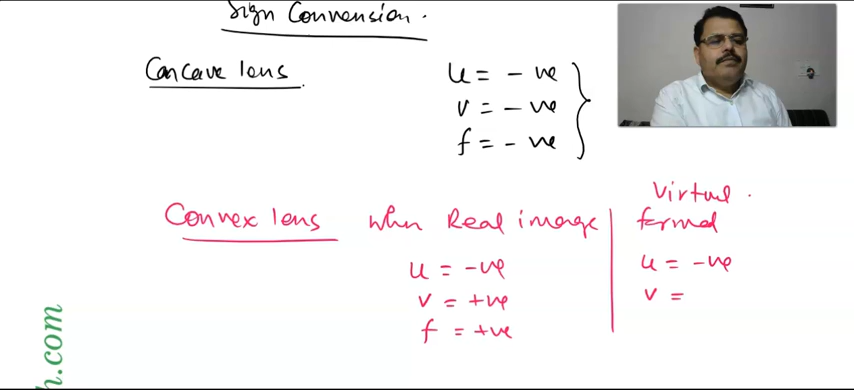 Sign Convension.
Concave lens.
u = - ve
v = - ve
f = - ve
Convex lens when Real image
u = -ve
v = +ve
f = +ve
Virtual.
formed
u = -ve
v =
h.com